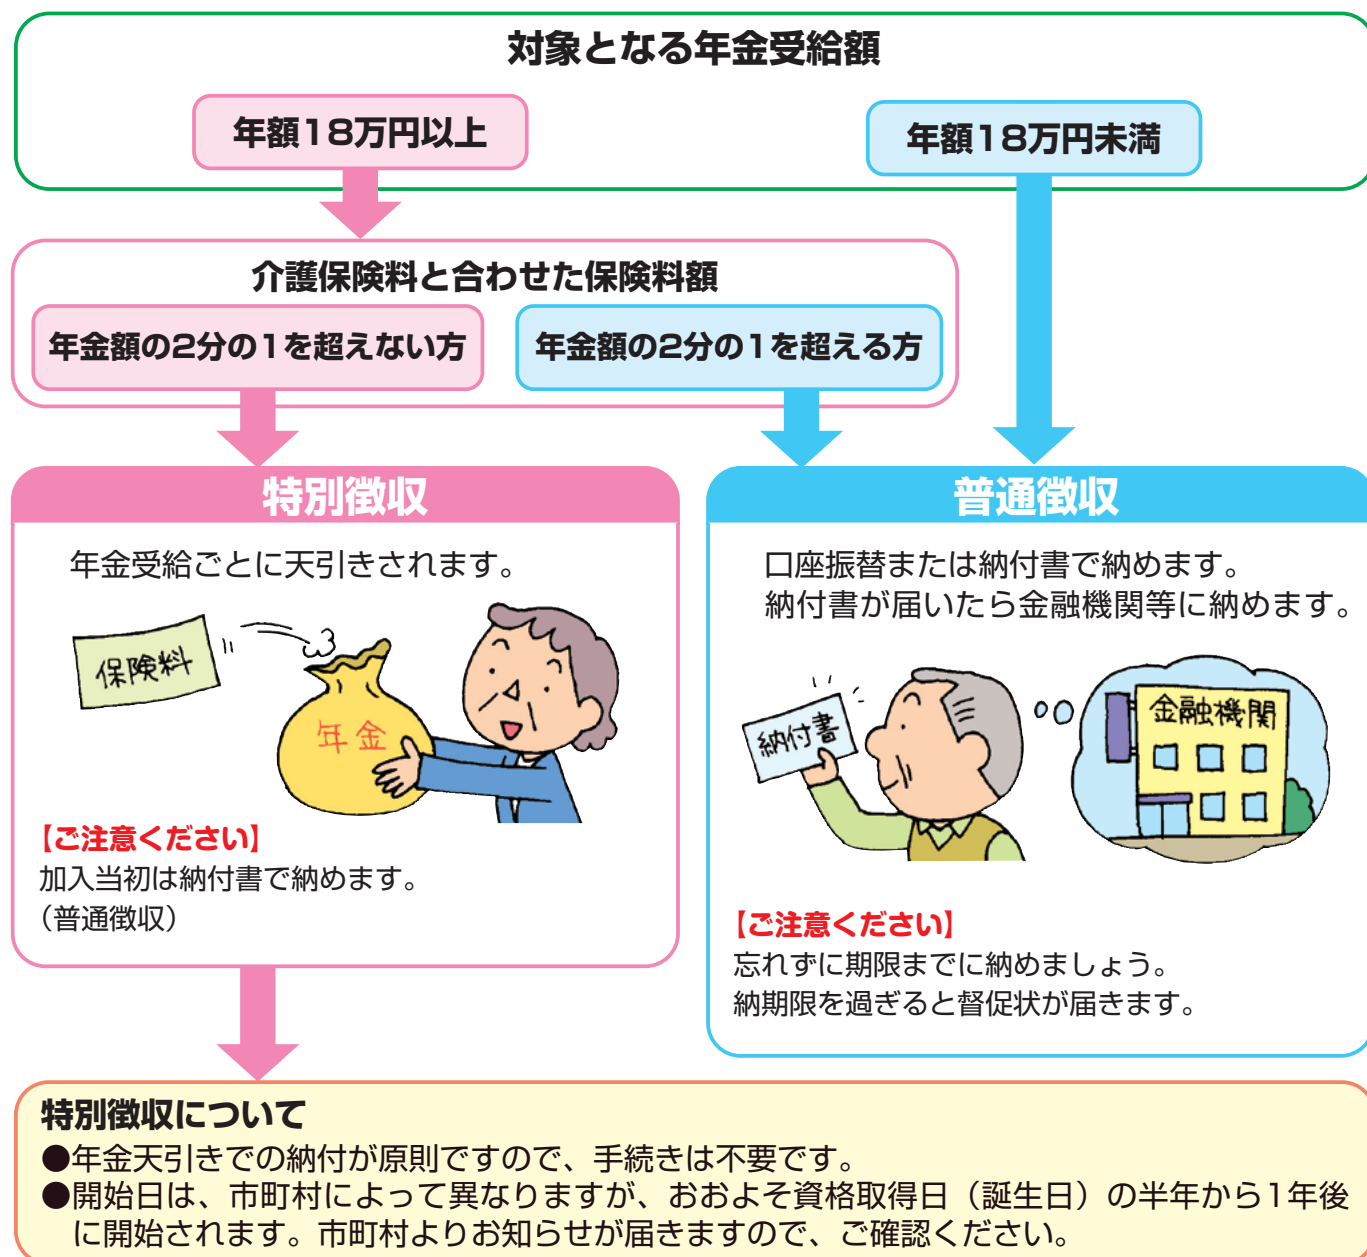 対象となる年金受給額
年額18万円以上
年額18万円未満
介護保険料と合わせた保険料額
年金額の2分の1を超えない方
年金額の2分の1を超える方
特別徴収
年金受給ごとに天引きされます。
保険料
年金
【ご注意ください】
加入当初は納付書で納めます。
（普通徴収）
普通徴収
口座振替または納付書で納めます。
納付書が届いたら金融機関等に納めます。
納付書
金融機関
【ご注意ください】
忘れずに期限までに納めましょう。
納期限を過ぎると督促状が届きます。
特別徴収について
●年金天引きでの納付が原則ですので、手続きは不要です。
●開始日は、市町村によって異なりますが、おおよそ資格取得日（誕生日）の半年から1年後
に開始されます。市町村よりお知らせが届きますので、ご確認ください。